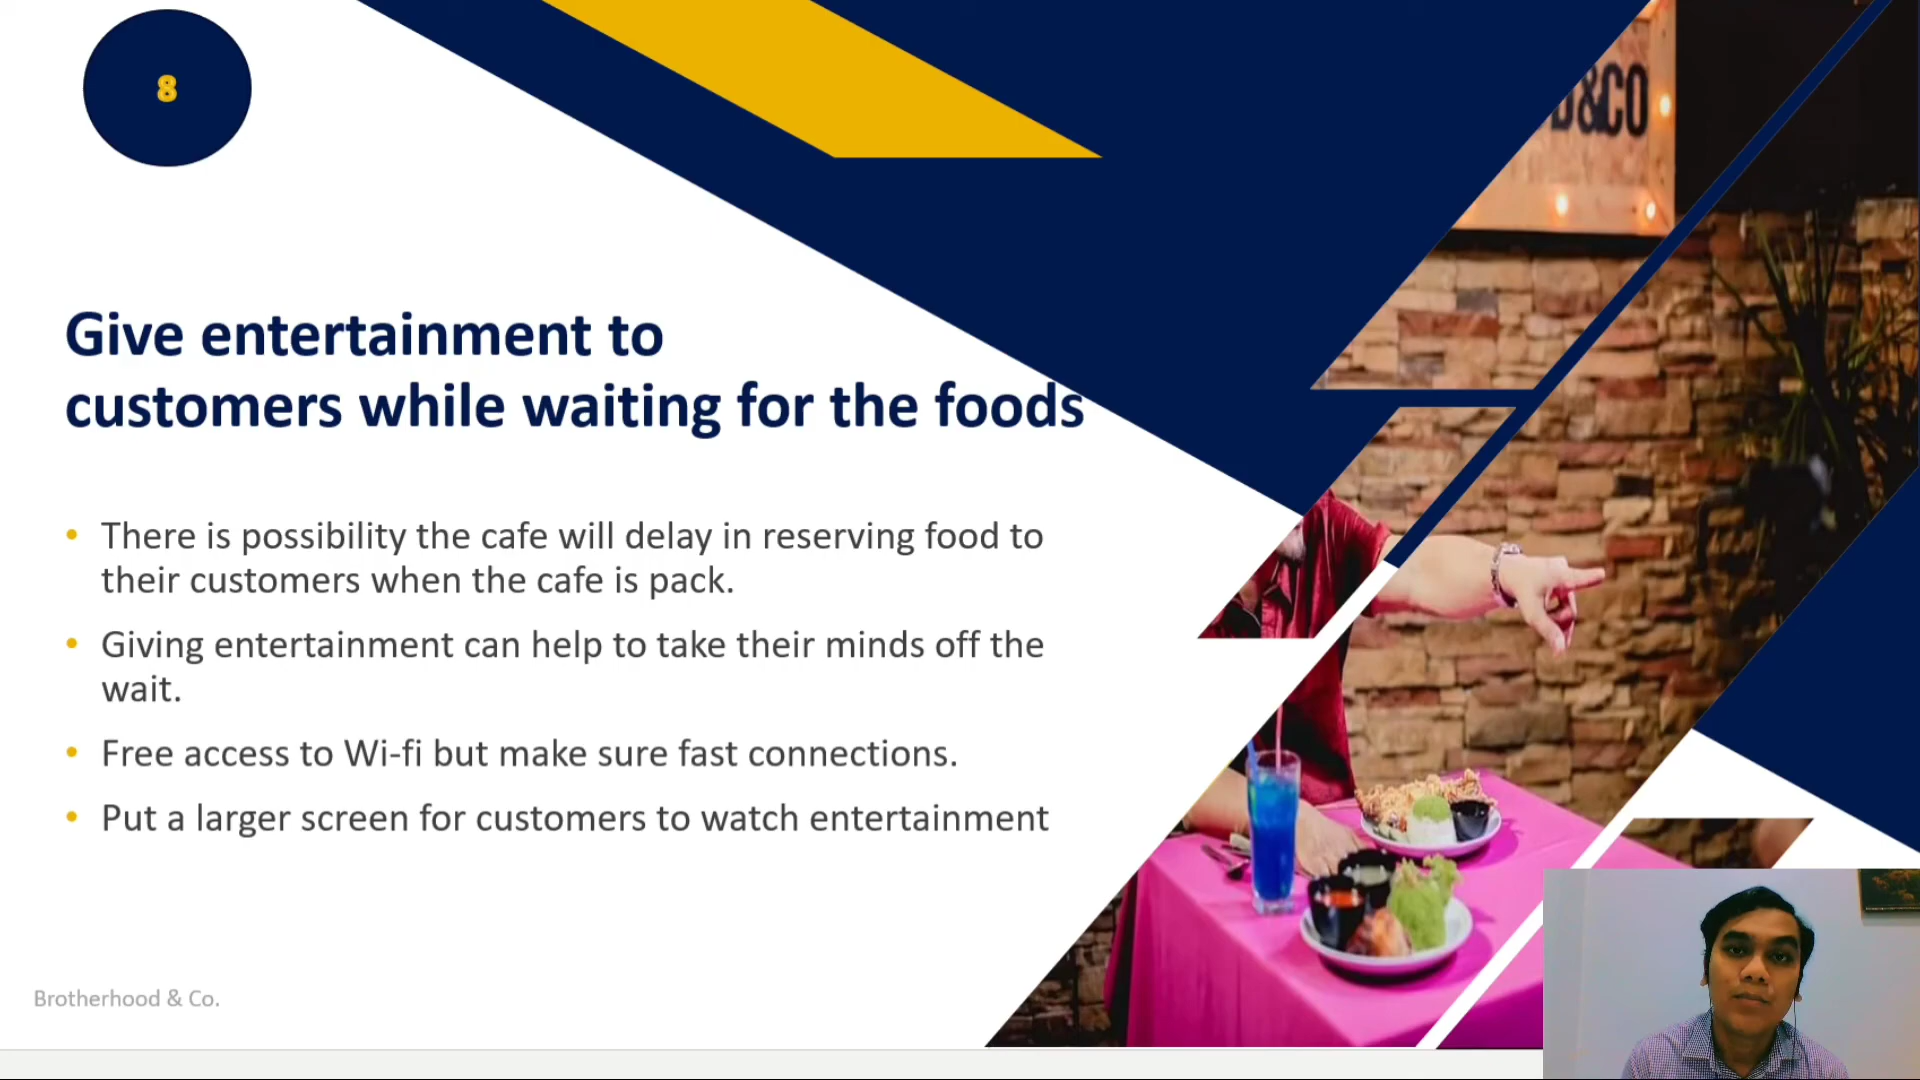 8
&CO
Give entertainment to
customers while waiting for the foods
• There is possibility the cafe will delay in reserving food to
their customers when the cafe is pack.
• Giving entertainment can help to take their minds off the
wait.
• Free access to Wi-fi but make sure fast connections.
• Put a larger screen for customers to watch entertainment
Brotherhood & Co.